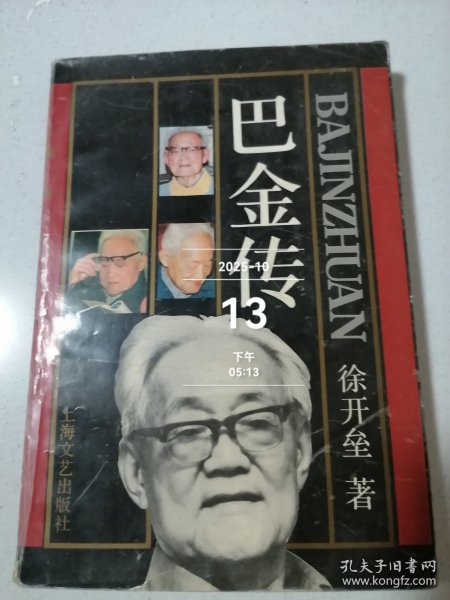 巴金传
BAJINZHUAN
徐开垒 著
上海文艺出版社
2025-10
13
下午
05:13
孔夫子旧书网
www.kongfz.com